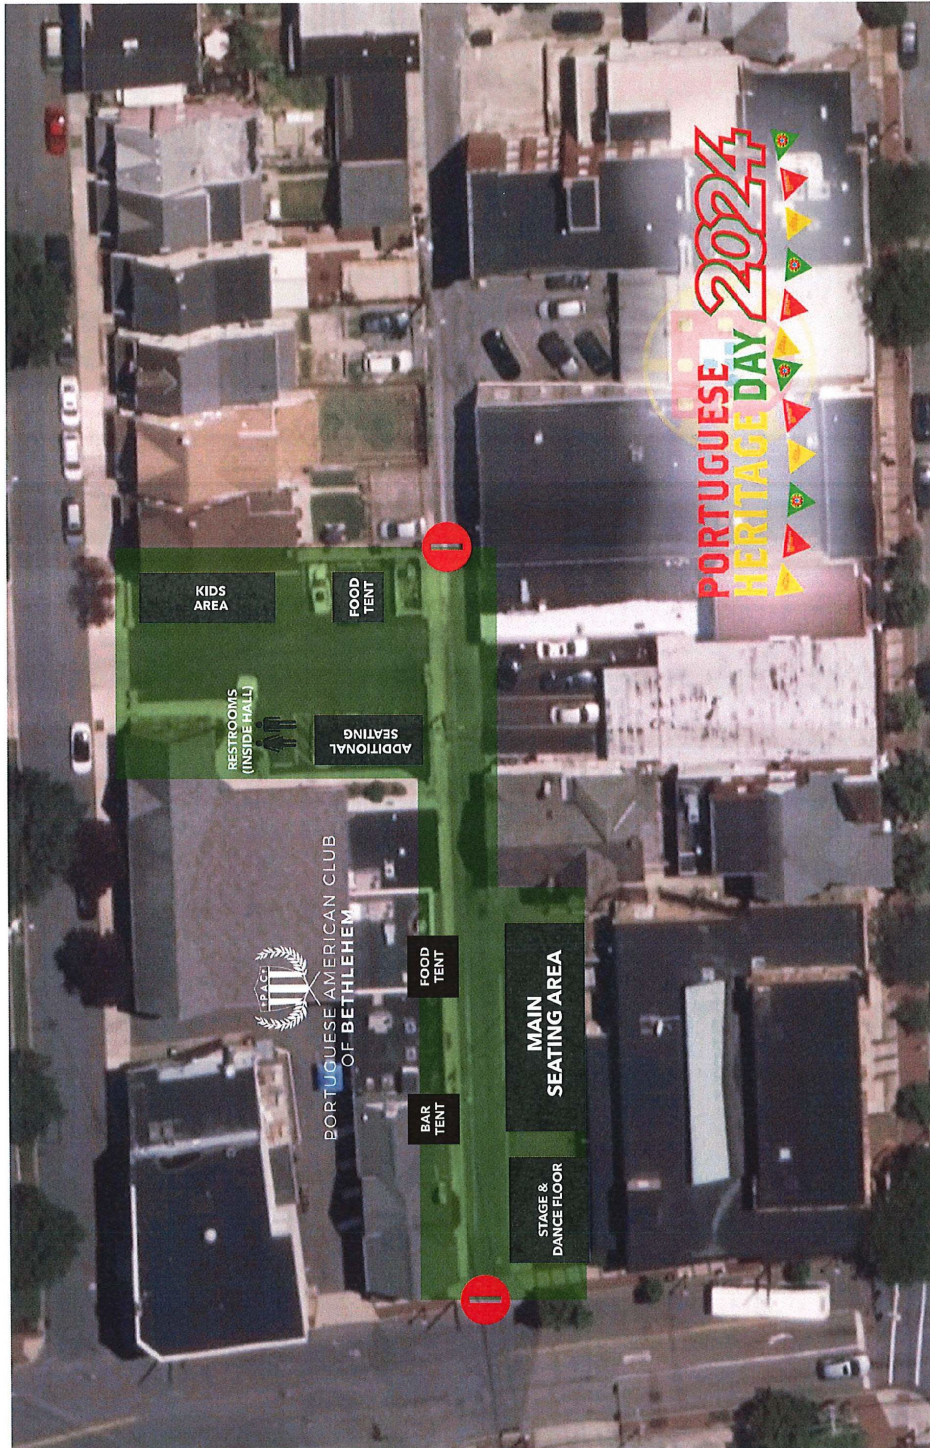 PORTUGUESE
HERITAGE DAY 2024
KIDS
AREA
FOOD
TENT
RESTROOMS
(INSIDE HALL)
ADDITIONAL
SEATING
P.A.C.
PORTUGUESE AMERICAN CLUB
OF BETHLEHEM
FOOD
TENT
BAR
TENT
MAIN
SEATING AREA
STAGE &
DANCE FLOOR